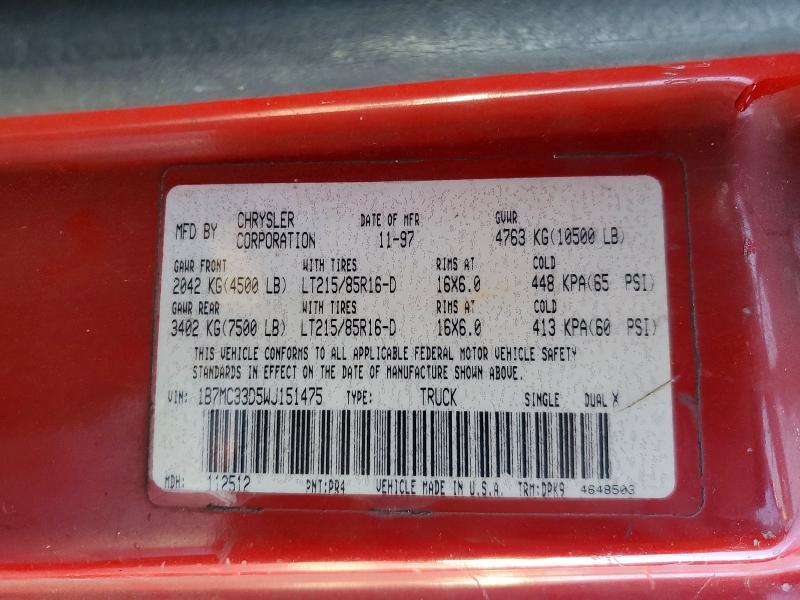 MFD BY CHRYSLER CORPORATION DATE OF MFR 11-97 GVWR 4763 KG(10500 LB)
GAWR FRONT WITH TIRES RIMS AT COLD
2042 KG(4500 LB) LT215/85R16-D 16X6.0 448 KPA(65 PSI)
GAWR REAR WITH TIRES RIMS AT COLD
3402 KG(7500 LB) LT215/85R16-D 16X6.0 413 KPA(60 PSI)
THIS VEHICLE CONFORMS TO ALL APPLICABLE FEDERAL MOTOR VEHICLE SAFETY
STANDARDS IN EFFECT ON THE DATE OF MANUFACTURE SHOWN ABOVE.
VIN: 1B7MC33D5WJ151475 TYPE: TRUCK SINGLE DUAL X
MDH: 112512 PNT:PR4 VEHICLE MADE IN U.S.A. TRM:DPK9 4648503